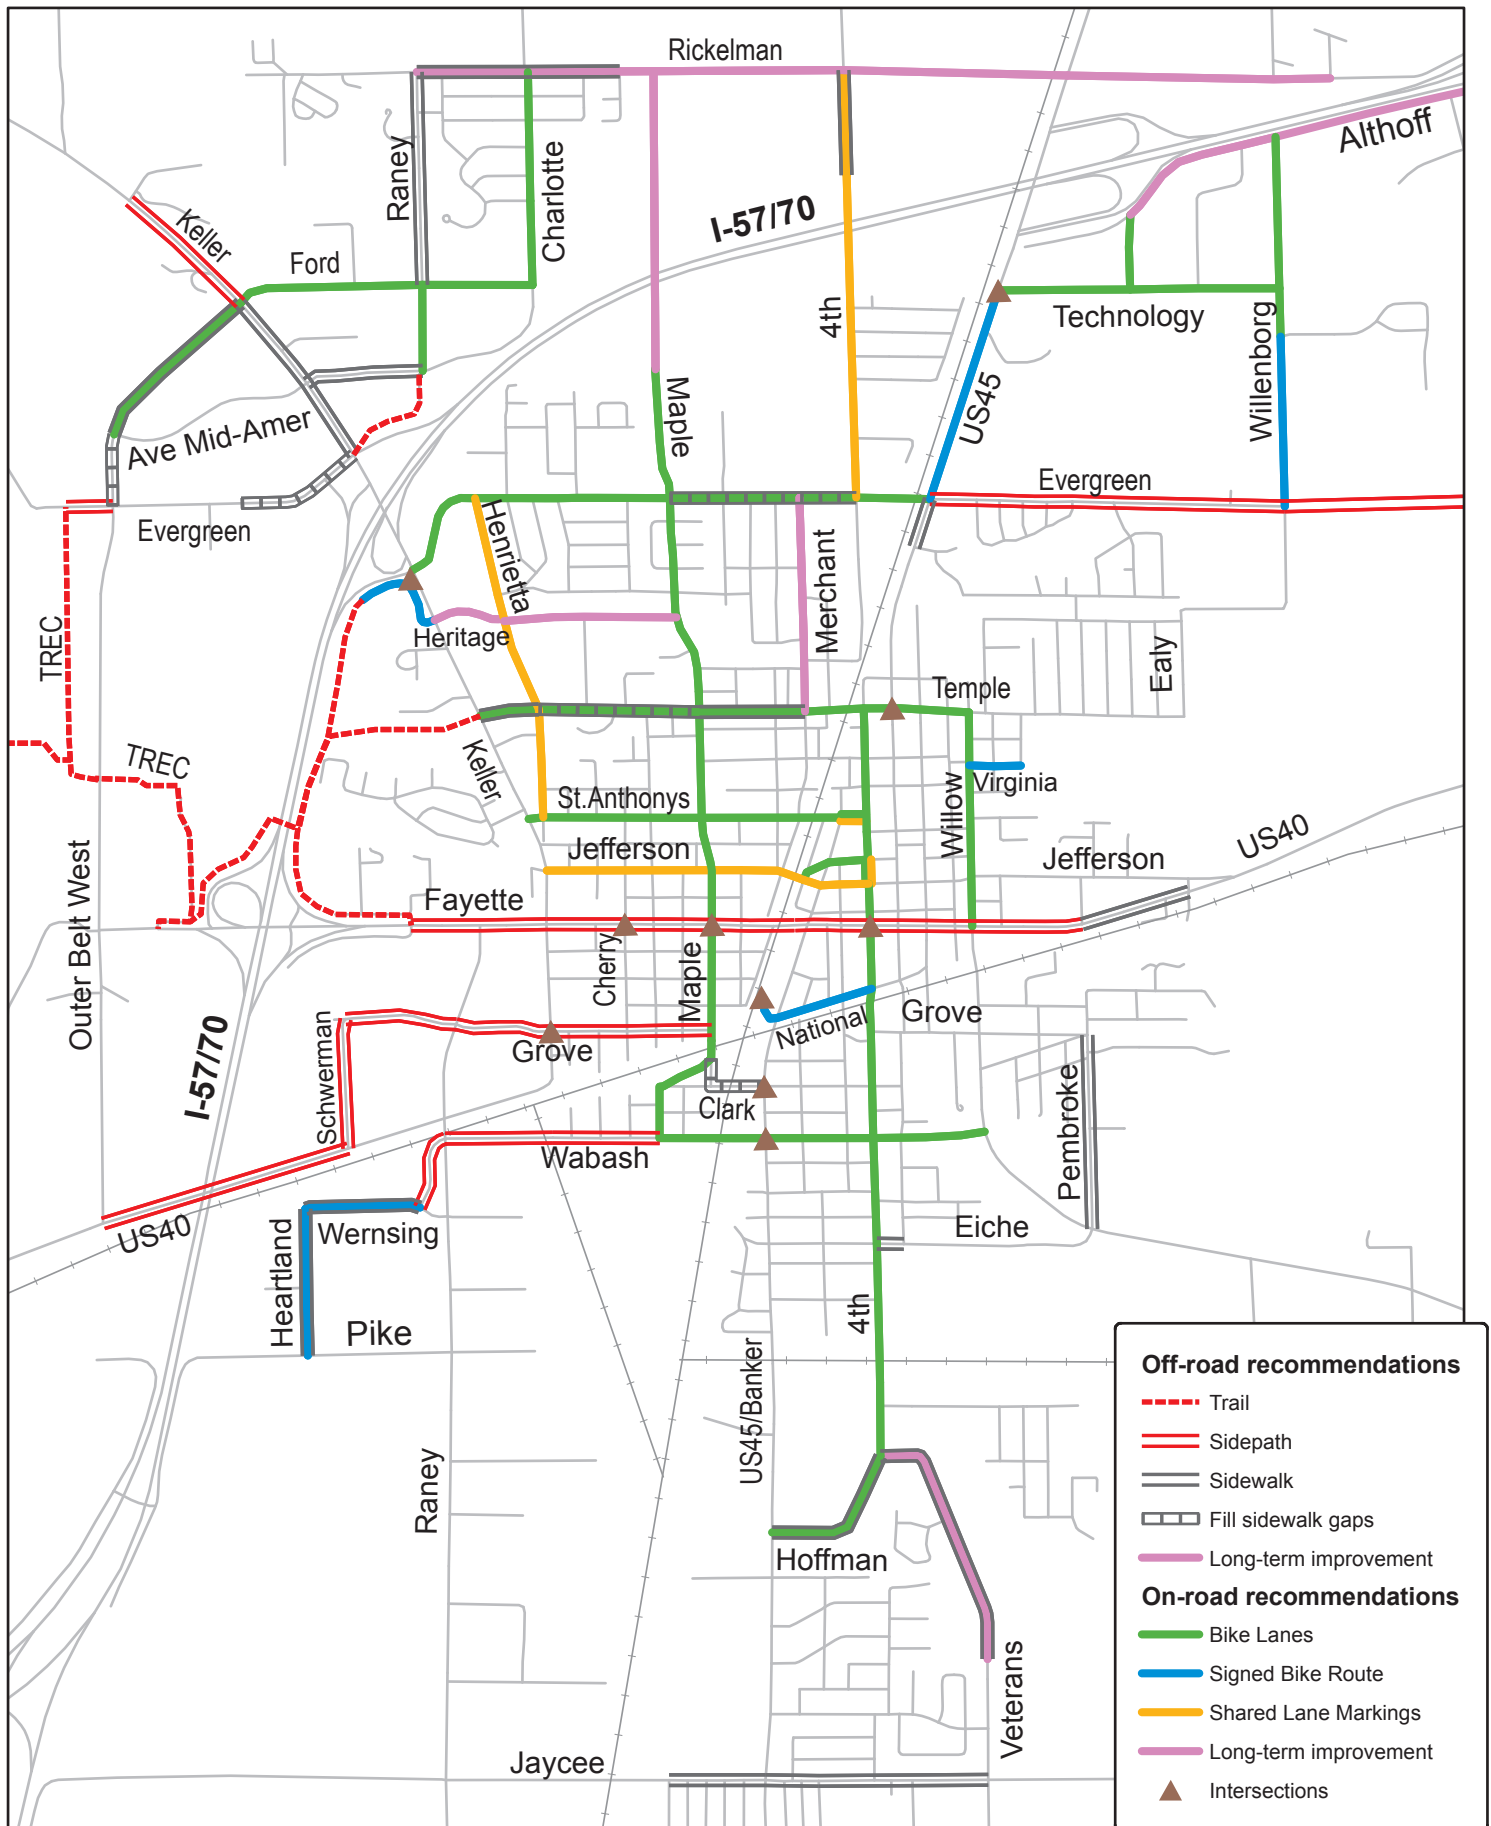 Rickelman
Althoff
Raney
Charlotte
I-57/70
Keller
Ford
4th
Technology
Willenborg
US45
Maple
Ave Mid-Amer
Evergreen
Evergreen
Henrietta
Merchant
Heritage
TREC
Ealy
Temple
TREC
Keller
Virginia
St.Anthonys
Willow
Jefferson
Jefferson
US40
Fayette
Outer Belt West
Cherry
Maple
Grove
National
Grove
I-57/70
Schwerman
Clark
Pembroke
Wabash
US40
Wernsing
Eiche
Heartland
Pike
4th
US45/Banker
Raney
Hoffman
Veterans
Jaycee
Off-road recommendations
Trail
Sidepath
Sidewalk
Fill sidewalk gaps
Long-term improvement
On-road recommendations
Bike Lanes
Signed Bike Route
Shared Lane Markings
Long-term improvement
Intersections